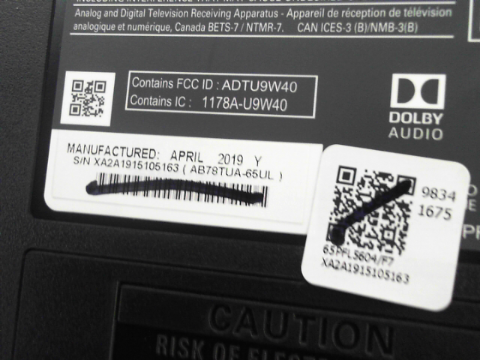 Analog and Digital Television Receiving Apparatus - Appareil de réception de télévision
analogique et numérique, Canada BETS-7 / NTMR-7. CAN ICES-3 (B)/NMB-3(B)
Contains FCC ID : ADTU9W40
Contains IC : 1178A-U9W40
DOLBY
AUDIO
MANUFACTURED: APRIL 2019 Y
S/N XA2A1915105163 ( AB78TUA-65UL )
9834
1675
65PFL5604/F7
XA2A1915105163
CAUTION
RISK OF